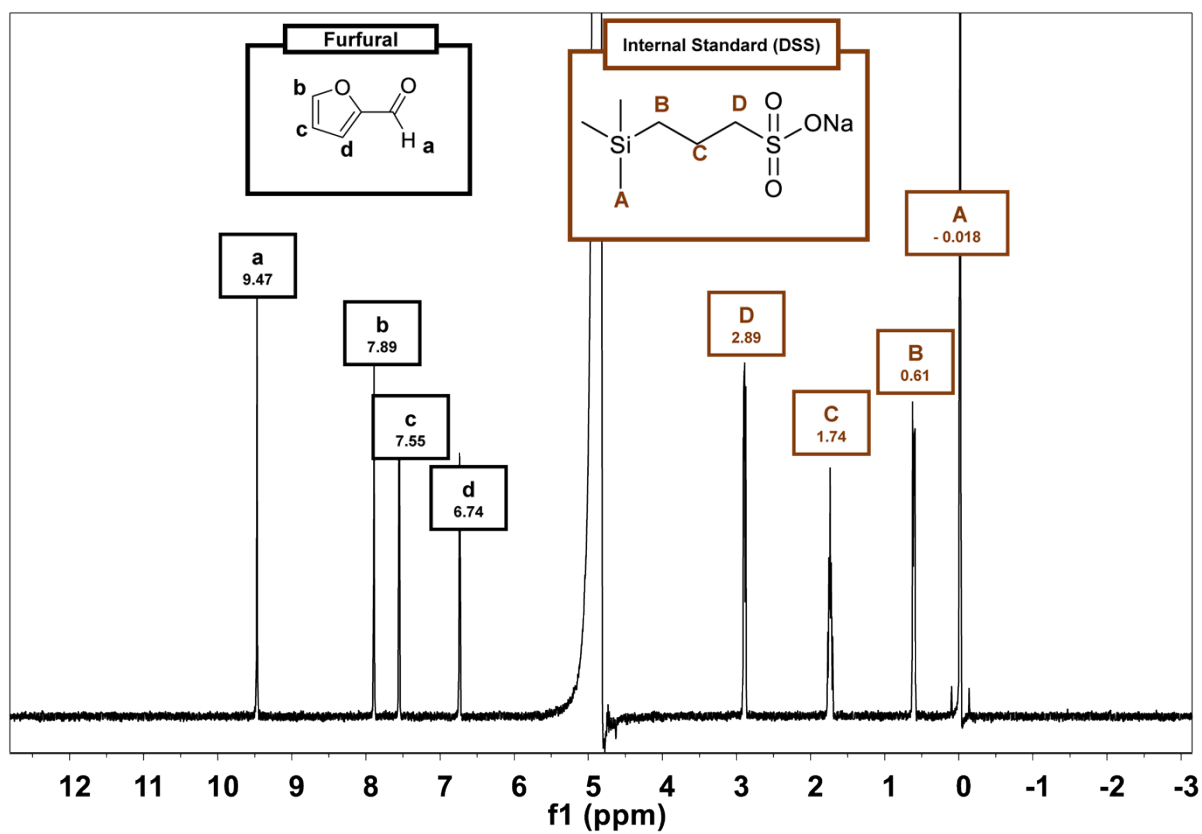 Furfural
b
O
O
c
d
H
a
Internal Standard (DSS)
B
D
O
ONa
Si
C
S
O
A
a
9.47
b
7.89
c
7.55
d
6.74
D
2.89
C
1.74
B
0.61
A
- 0.018
12 11 10 9 8 7 6 5 4 3 2 1 0 -1 -2 -3
f1 (ppm)